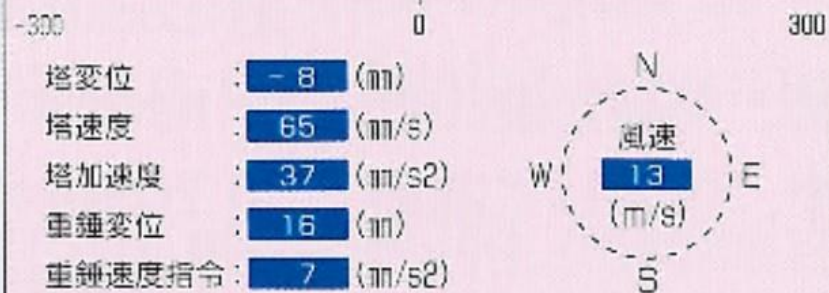 -300 0 300
塔変位 : - 8 (mm)
塔速度 : 65 (mm/s)
塔加速度 : 37 (mm/s2)
重錘変位 : 16 (mm)
重錘速度指令 : 7 (mm/s2)
N
風速
W 13 E
(m/s)
S